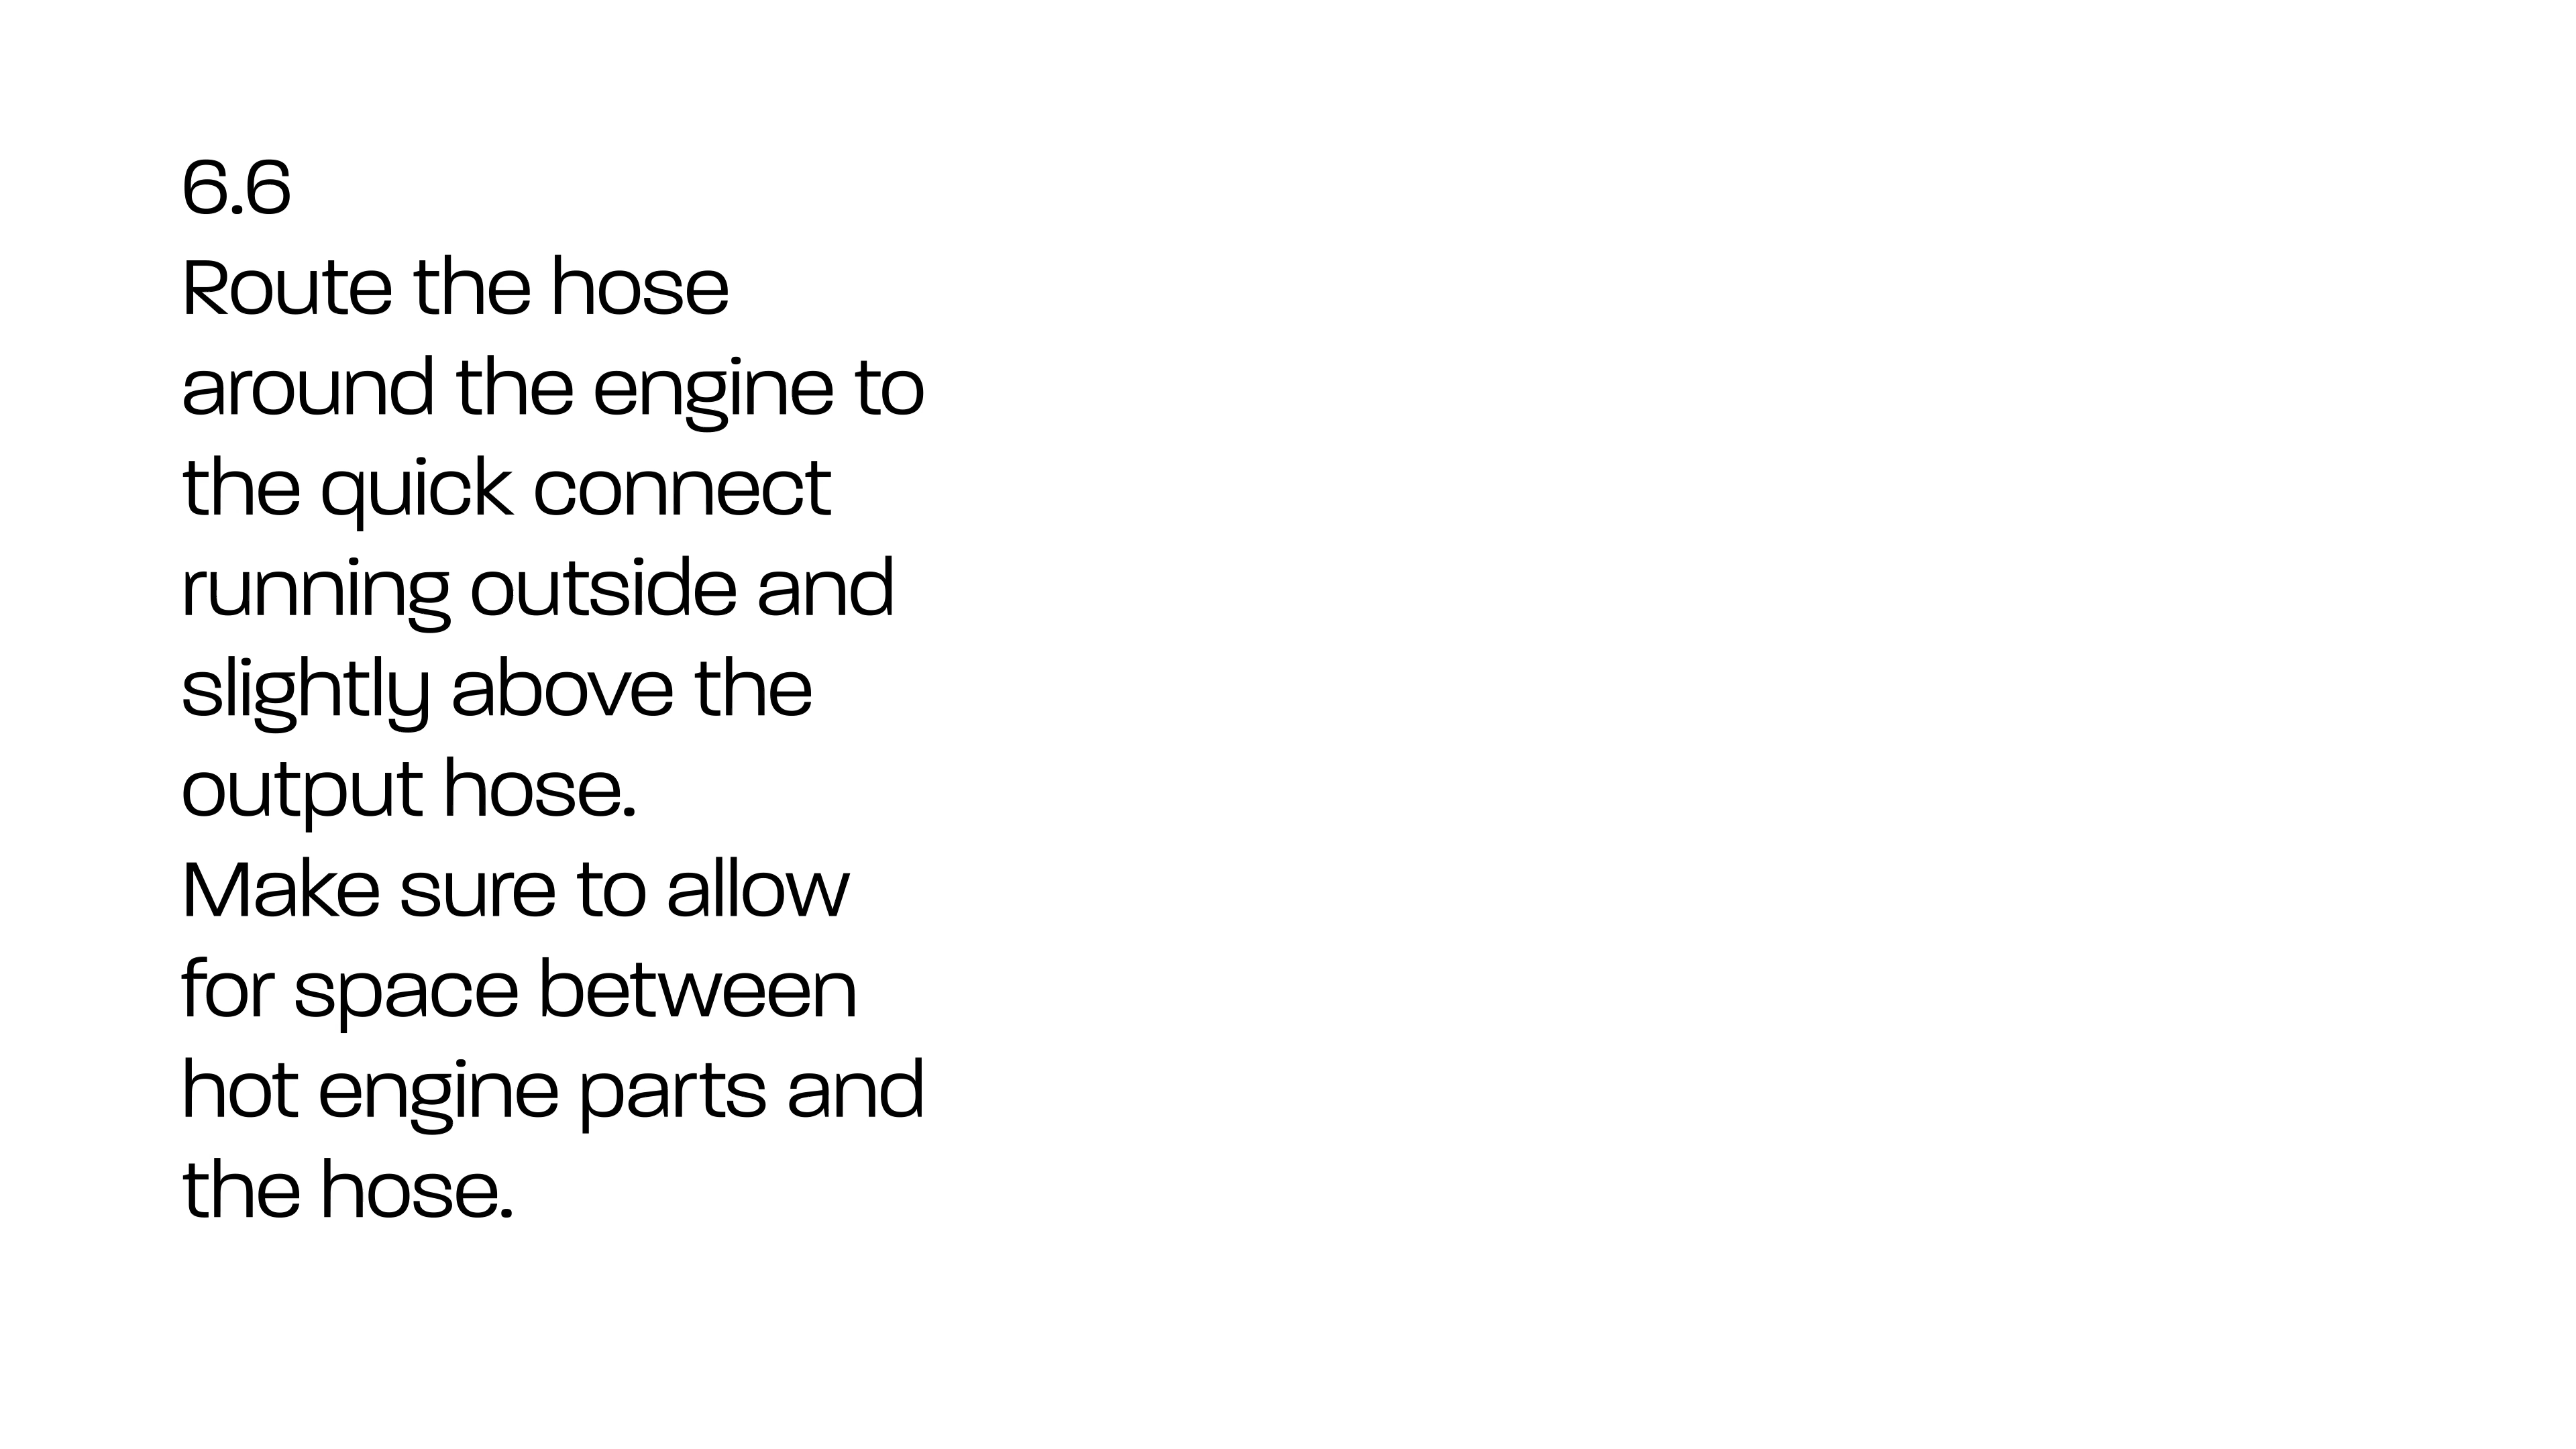 6.6
Route the hose
around the engine to
the quick connect
running outside and
slightly above the
output hose.
Make sure to allow
for space between
hot engine parts and
the hose.